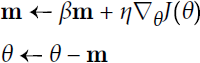 𝐦 ← β𝐦 + η∇θJ(θ)
θ ← θ − 𝐦